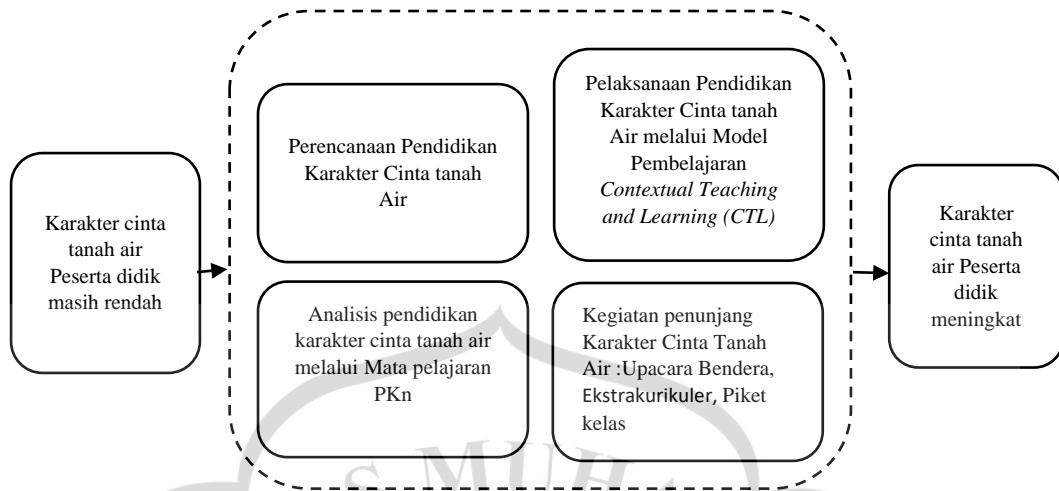 Karakter cinta
tanah air
Peserta didik
masih rendah
Perencanaan Pendidikan
Karakter Cinta tanah
Air
Pelaksanaan Pendidikan
Karakter Cinta tanah
Air melalui Model
Pembelajaran
Contextual Teaching
and Learning (CTL)
Analisis pendidikan
karakter cinta tanah air
melalui Mata pelajaran
PKn
Kegiatan penunjang
Karakter Cinta Tanah
Air :Upacara Bendera,
Ekstrakurikuler, Piket
kelas
Karakter
cinta tanah
air Peserta
didik
meningkat
S MUH